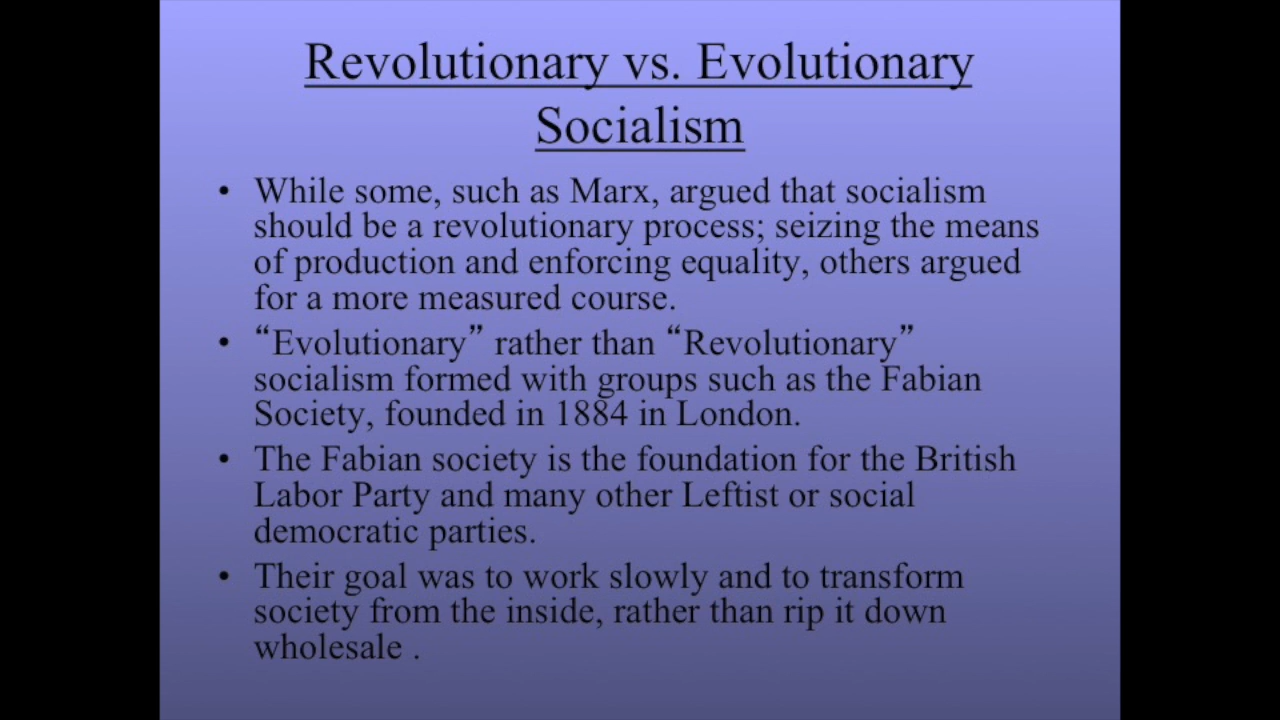 Revolutionary vs. Evolutionary
Socialism
• While some, such as Marx, argued that socialism
should be a revolutionary process; seizing the means
of production and enforcing equality, others argued
for a more measured course.
• “Evolutionary” rather than “Revolutionary”
socialism formed with groups such as the Fabian
Society, founded in 1884 in London.
• The Fabian society is the foundation for the British
Labor Party and many other Leftist or social
democratic parties.
• Their goal was to work slowly and to transform
society from the inside, rather than rip it down
wholesale .